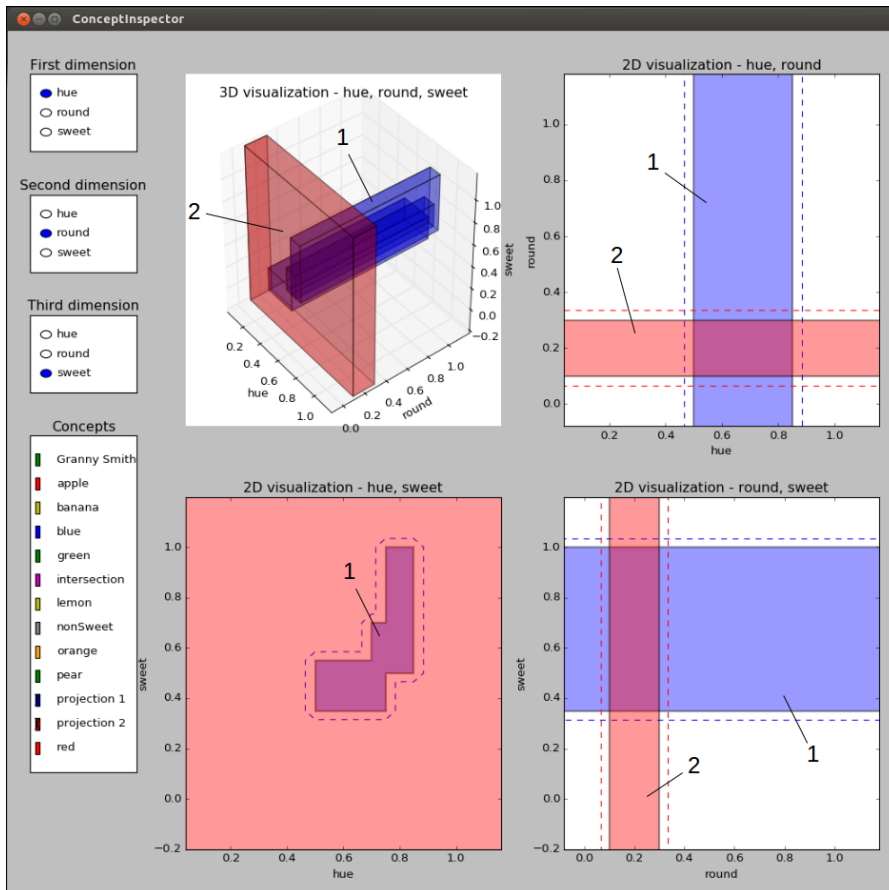 ConceptInspector
First dimension
hue
round
sweet
Second dimension
hue
round
sweet
Third dimension
hue
round
sweet
Concepts
Granny Smith
apple
banana
blue
green
intersection
lemon
nonSweet
orange
pear
projection 1
projection 2
red
3D visualization - hue, round, sweet
1
2
1.0
0.8
0.6
0.4
0.2
0.0
−0.2
sweet
0.2
0.4
0.6
0.8
1.0
hue
0.0
0.2
0.4
0.6
0.8
1.0
round
2D visualization - hue, round
1.0
0.8
0.6
0.4
0.2
0.0
round
1
2
0.2 0.4 0.6 0.8 1.0
hue
2D visualization - hue, sweet
1.0
0.8
0.6
0.4
0.2
0.0
−0.2
sweet
1
0.2 0.4 0.6 0.8 1.0
hue
2D visualization - round, sweet
1.0
0.8
0.6
0.4
0.2
0.0
−0.2
sweet
1
2
0.0 0.2 0.4 0.6 0.8 1.0
round